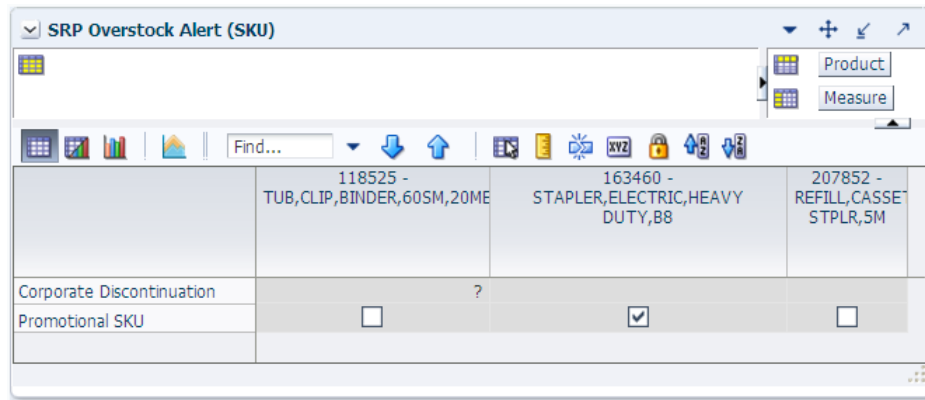 SRP Overstock Alert (SKU)
Product
Measure
Find...
XYZ
A
Z
Z
A
118525 -
TUB,CLIP,BINDER,60SM,20ME
163460 -
STAPLER,ELECTRIC,HEAVY
DUTY,B8
207852 -
REFILL,CASSET
STPLR,5M
Corporate Discontinuation ?
Promotional SKU